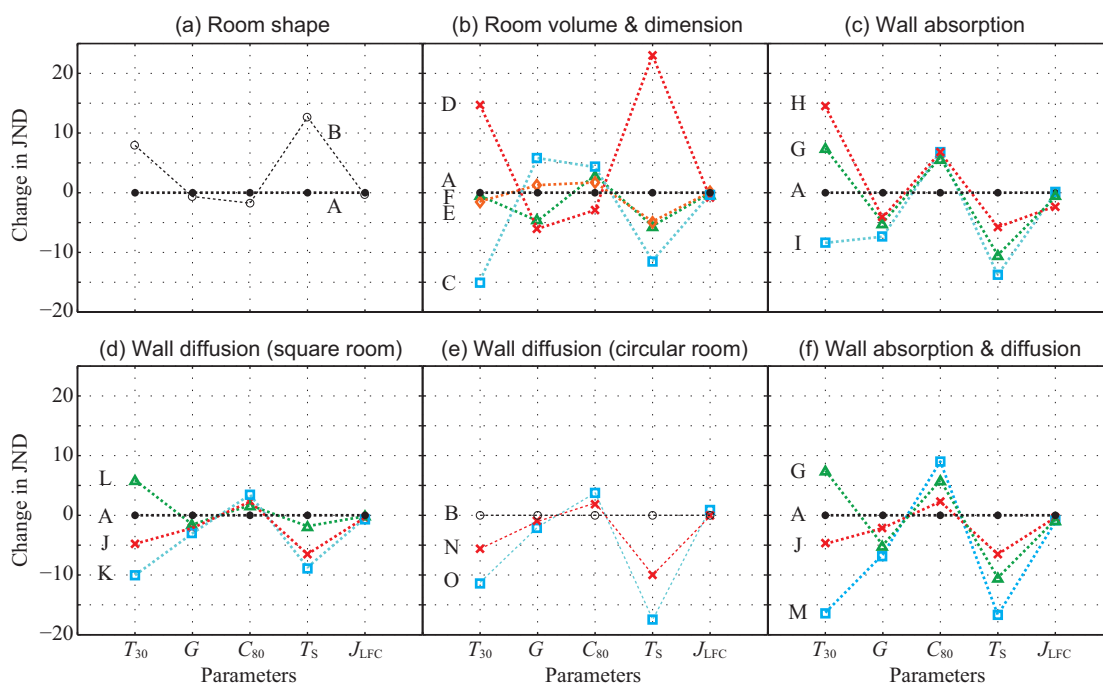 (a) Room shape
(b) Room volume & dimension
(c) Wall absorption
Change in JND
20
10
0
−10
−20
B
A
D
A
F
E
C
H
G
A
I
(d) Wall diffusion (square room)
(e) Wall diffusion (circular room)
(f) Wall absorption & diffusion
Change in JND
20
10
0
−10
−20
L
A
J
K
B
N
O
G
A
J
M
T30 G C80 TS JLFC
T30 G C80 TS JLFC
T30 G C80 TS JLFC
Parameters
Parameters
Parameters